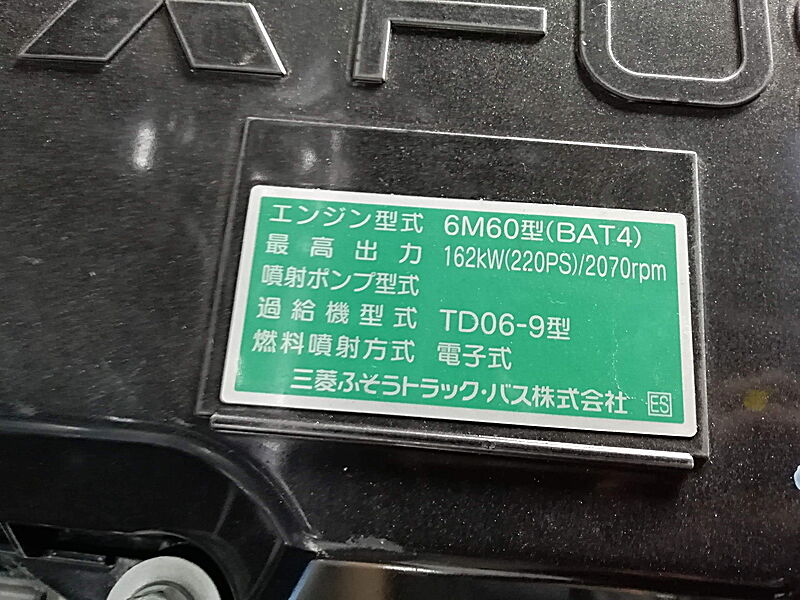 エンジン型式 6M60型(BAT4)
最高出力 162kW(220PS)/2070rpm
噴射ポンプ型式
過給機型式 TD06-9型
燃料噴射方式 電子式
三菱ふそうトラック・バス株式会社 ES